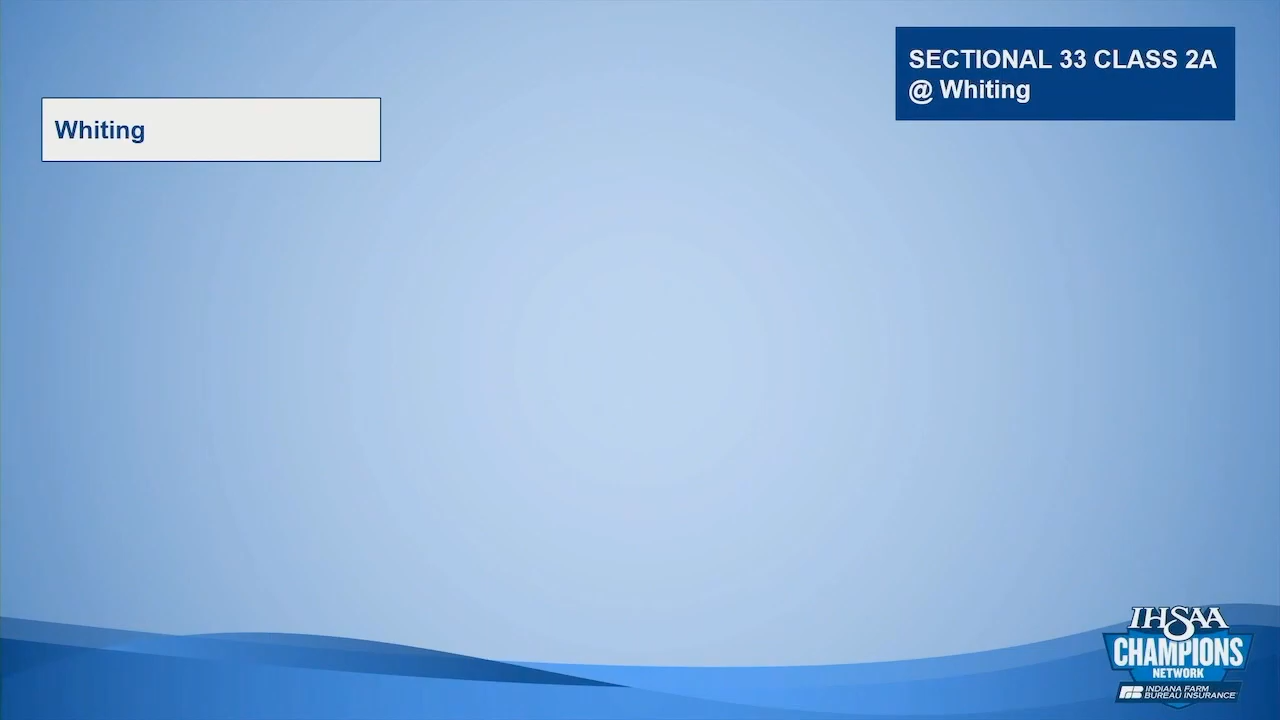 SECTIONAL 33 CLASS 2A
@ Whiting
Whiting
IHSAA
CHAMPIONS
NETWORK
INDIANA FARM
BUREAU INSURANCE